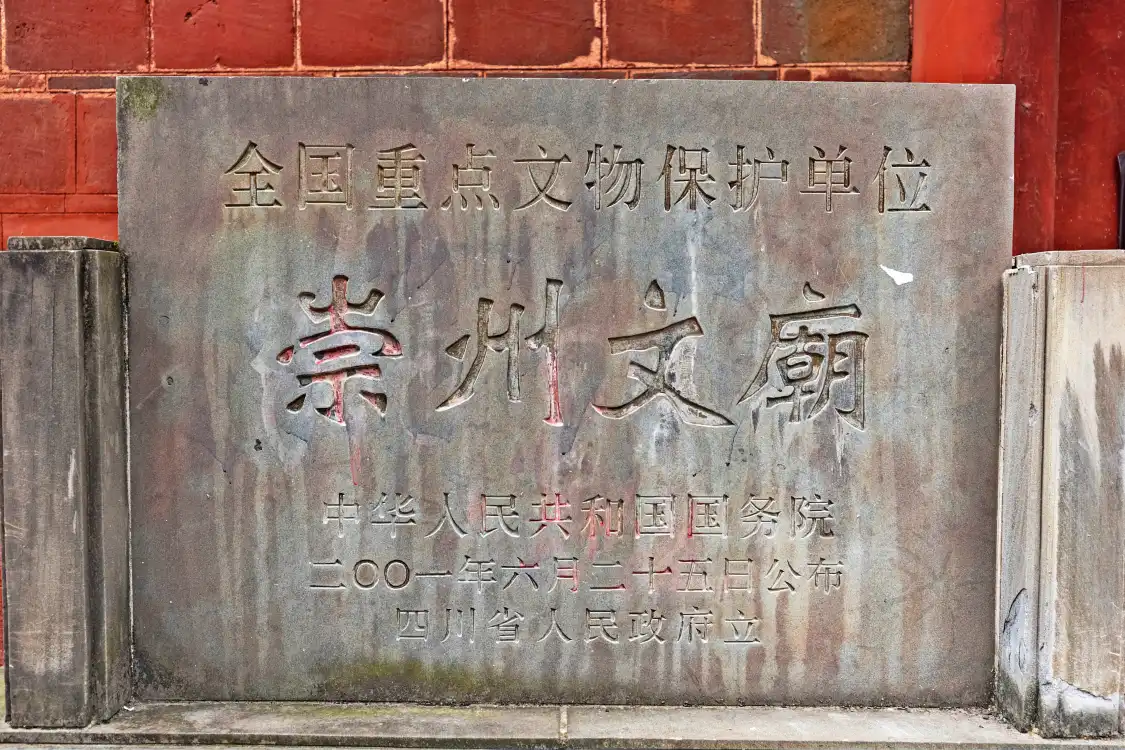 全国重点文物保护单位
崇州文廟
中华人民共和国国务院
二〇〇一年六月二十五日公布
四川省人民政府立